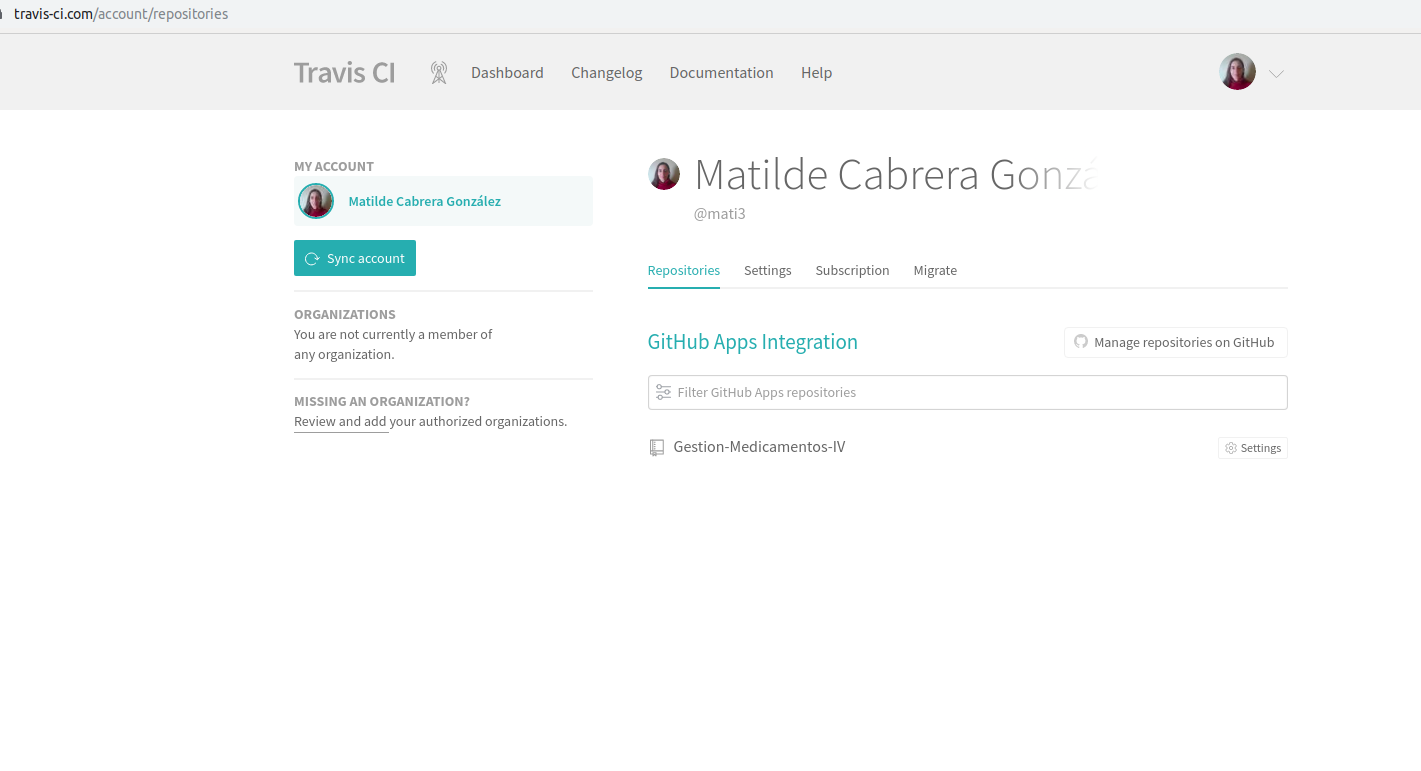 travis-ci.com/account/repositories
Travis CI Dashboard Changelog Documentation Help
MY ACCOUNT
Matilde Cabrera González
Sync account
ORGANIZATIONS
You are not currently a member of
any organization.
MISSING AN ORGANIZATION?
Review and add your authorized organizations.
Matilde Cabrera Gonzá
@mati3
Repositories Settings Subscription Migrate
GitHub Apps Integration
Manage repositories on GitHub
Filter GitHub Apps repositories
Gestion-Medicamentos-IV
Settings